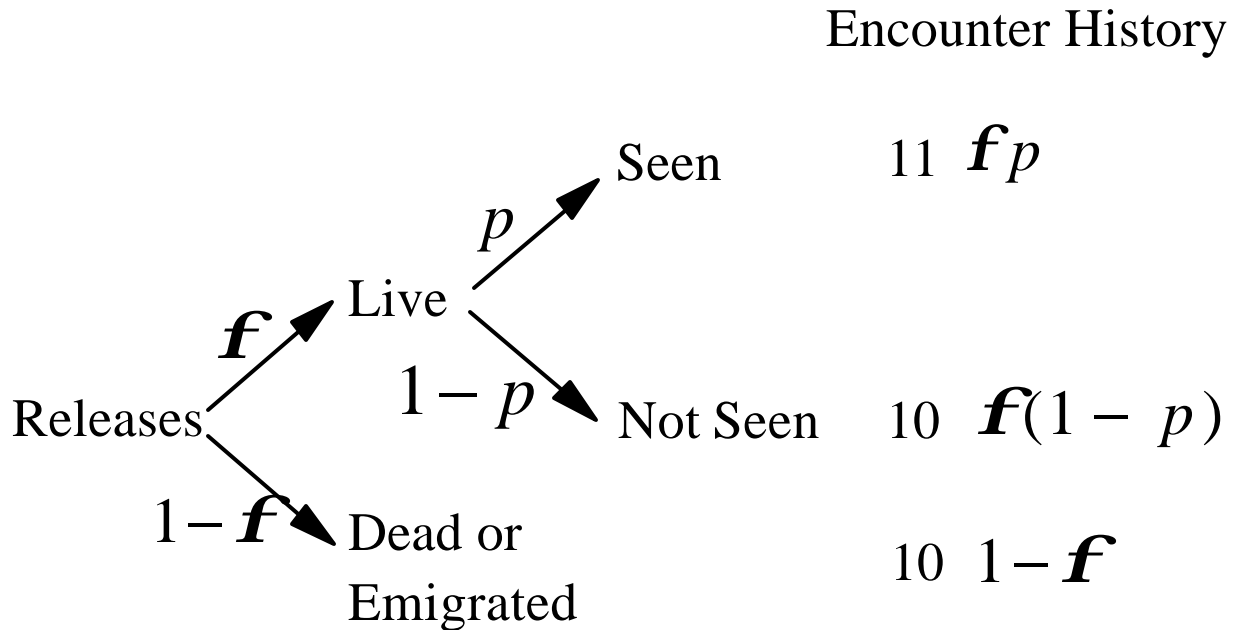 Encounter History
Seen
11 fp
p
Live
f
1 − p
Releases
Not Seen
10 f(1 − p)
1 − f
Dead or
Emigrated
10 1 − f